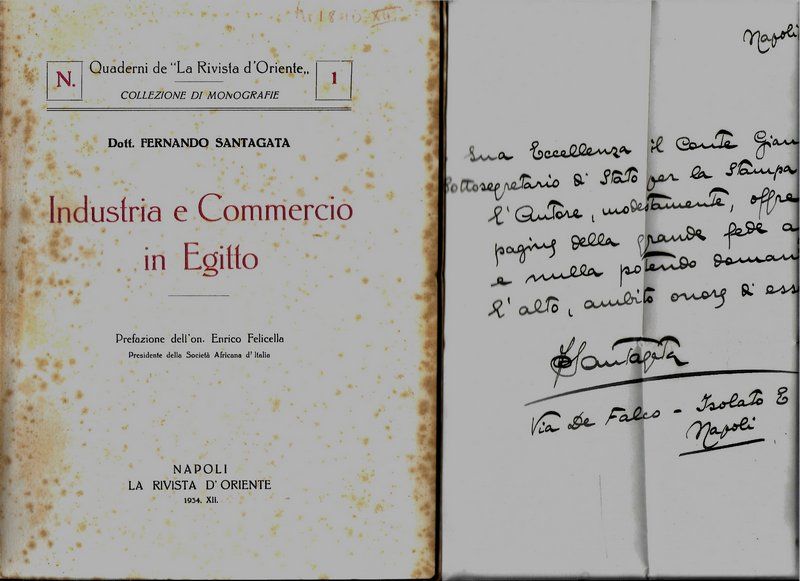 N.
Quaderni de "La Rivista d'Oriente„
1
COLLEZIONE DI MONOGRAFIE
Dott. FERNANDO SANTAGATA
Industria e Commercio
in Egitto
Prefazione dell'on. Enrico Felicella
Presidente della Società Africana d'Italia
NAPOLI
LA RIVISTA D'ORIENTE
1934. XII.
Napoli
Sua Eccellenza il Conte Gian
Sottosegretario di Stato per la Stampa
l'Autore, modestamente, offre
pagine della grande fede a
e nulla potendo doman
l'alto, ambito onore di ess
FSantagata
Via De Falco - Isolato E
Napoli